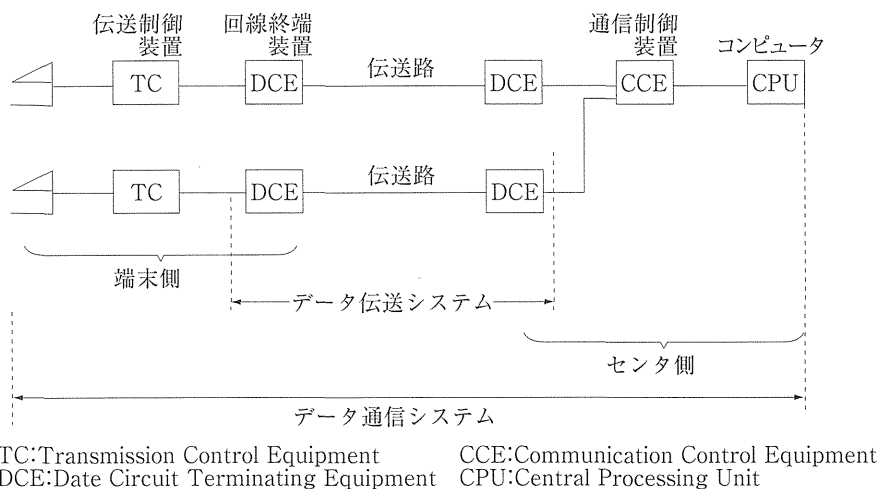 伝送制御
装置
回線終端
装置
通信制御
装置
コンピュータ
TC
DCE
伝送路
DCE
CCE
CPU
TC
DCE
伝送路
DCE
端末側
データ伝送システム
センタ側
データ通信システム
TC:Transmission Control Equipment
CCE:Communication Control Equipment
DCE:Date Circuit Terminating Equipment
CPU:Central Processing Unit